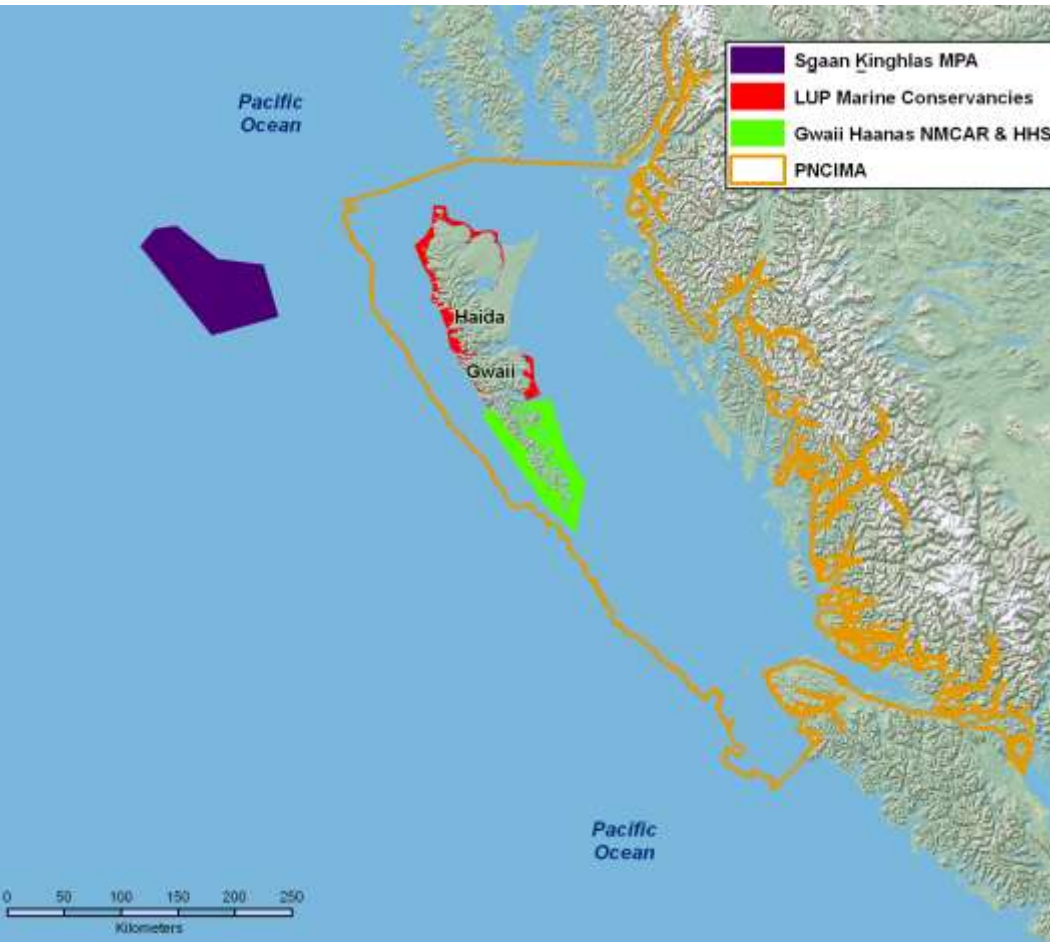 Pacific
Ocean
Sgaan Kinghlas MPA
LUP Marine Conservancies
Gwaii Haanas NMCAR & HHS
PNCIMA
Haida
Gwaii
Pacific
Ocean
0 50 100 150 200 250
Kilometers